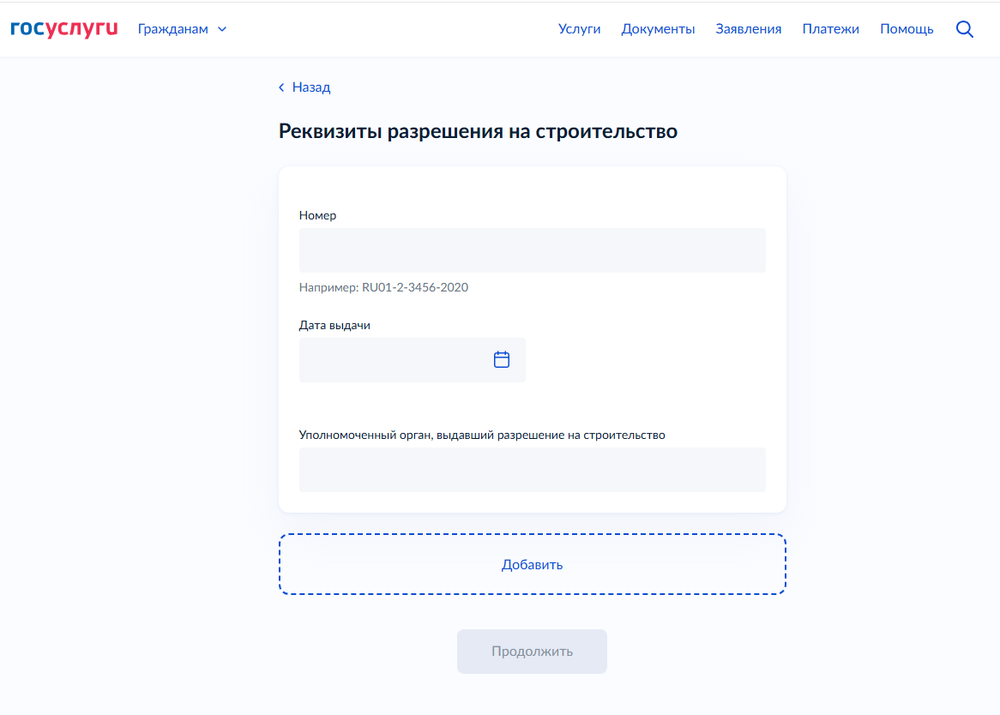 госуслуги Гражданам Услуги Документы Заявления Платежи Помощь
Назад
Реквизиты разрешения на строительство
Номер
Например: RU01-2-3456-2020
Дата выдачи
Уполномоченный орган, выдавший разрешение на строительство
Добавить
Продолжить